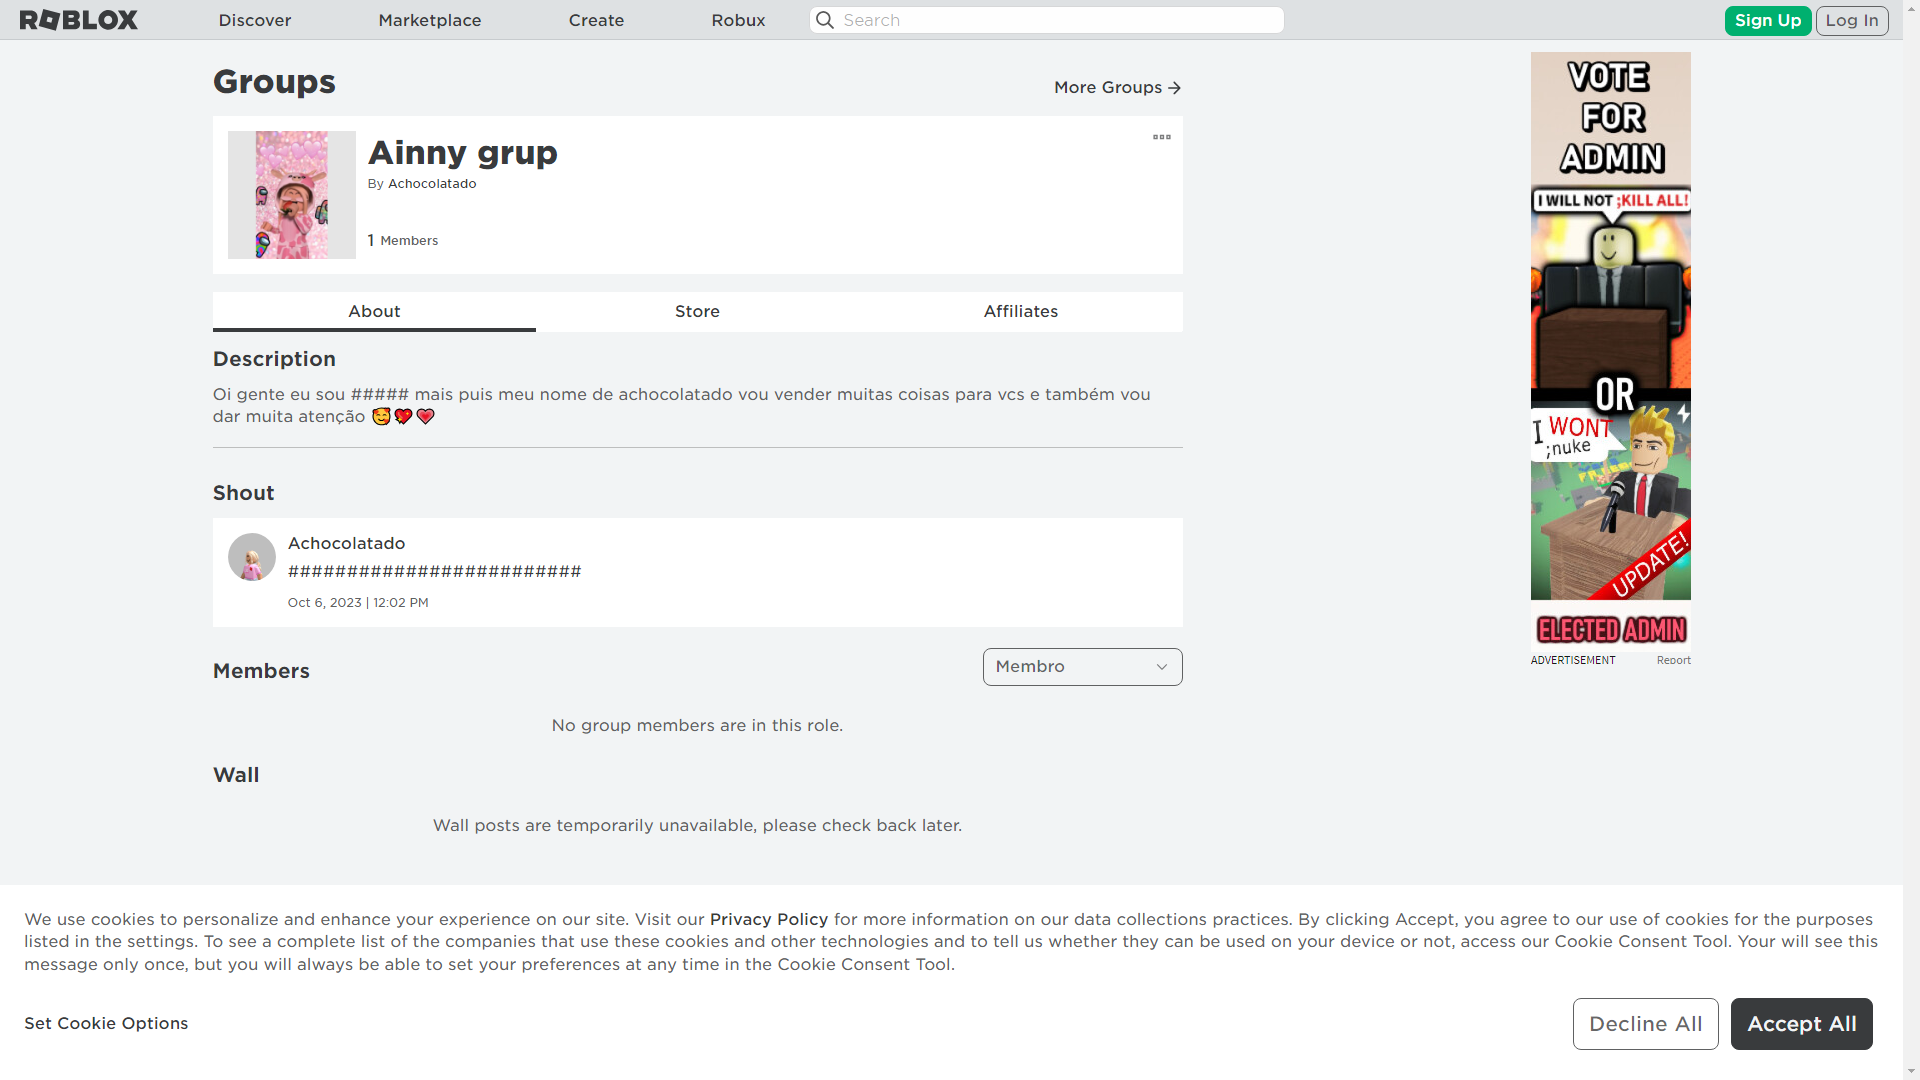 ROBLOX
Discover
Marketplace
Create
Robux
Search
Sign Up
Log In
Groups
More Groups
Ainny grup
By Achocolatado
1 Members
About
Store
Affiliates
Description
Oi gente eu sou ##### mais puis meu nome de achocolatado vou vender muitas coisas para vcs e também vou
dar muita atenção 🥰💖💗
Shout
Achocolatado
#########################
Oct 6, 2023 | 12:02 PM
Members
Membro
No group members are in this role.
Wall
Wall posts are temporarily unavailable, please check back later.
VOTE
FOR
ADMIN
I WILL NOT ;KILL ALL!
OR
I WONT
;nuke
UPDATE!
ELECTED ADMIN
ADVERTISEMENT
Report
We use cookies to personalize and enhance your experience on our site. Visit our Privacy Policy for more information on our data collections practices. By clicking Accept, you agree to our use of cookies for the purposes
listed in the settings. To see a complete list of the companies that use these cookies and other technologies and to tell us whether they can be used on your device or not, access our Cookie Consent Tool. Your will see this
message only once, but you will always be able to set your preferences at any time in the Cookie Consent Tool.
Set Cookie Options
Decline All
Accept All